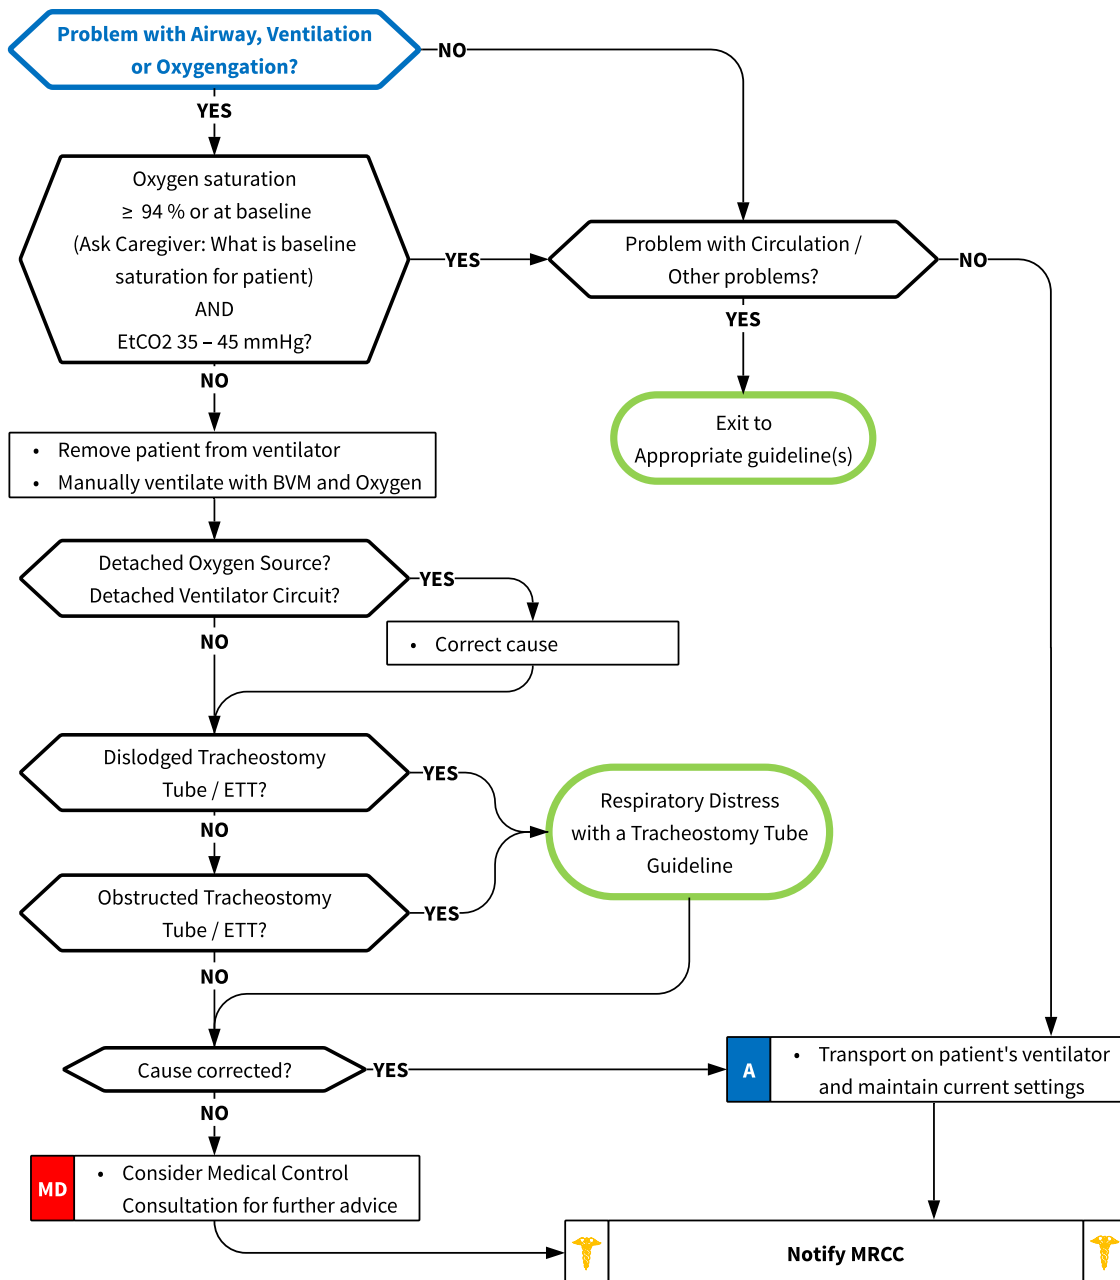 Problem with Airway, Ventilation
or Oxygengation?
NO
YES
Oxygen saturation
≥ 94 % or at baseline
(Ask Caregiver: What is baseline
saturation for patient)
AND
EtCO2 35 – 45 mmHg?
YES
Problem with Circulation /
Other problems?
NO
YES
Exit to
Appropriate guideline(s)
NO
• Remove patient from ventilator
• Manually ventilate with BVM and Oxygen
Detached Oxygen Source?
Detached Ventilator Circuit?
YES
• Correct cause
NO
Dislodged Tracheostomy
Tube / ETT?
YES
Respiratory Distress
with a Tracheostomy Tube
Guideline
NO
Obstructed Tracheostomy
Tube / ETT?
YES
NO
Cause corrected?
YES
A
• Transport on patient's ventilator
and maintain current settings
NO
MD
• Consider Medical Control
Consultation for further advice
Notify MRCC